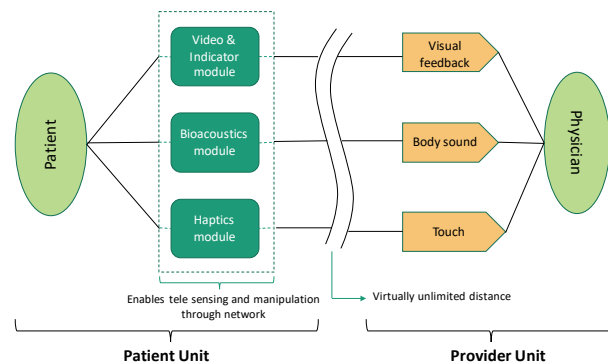 Patient
Video &
Indicator
module
Bioacoustics
module
Haptics
module
Visual
feedback
Body sound
Touch
Physician
Enables tele sensing and manipulation
through network
Virtually unlimited distance
Patient Unit
Provider Unit